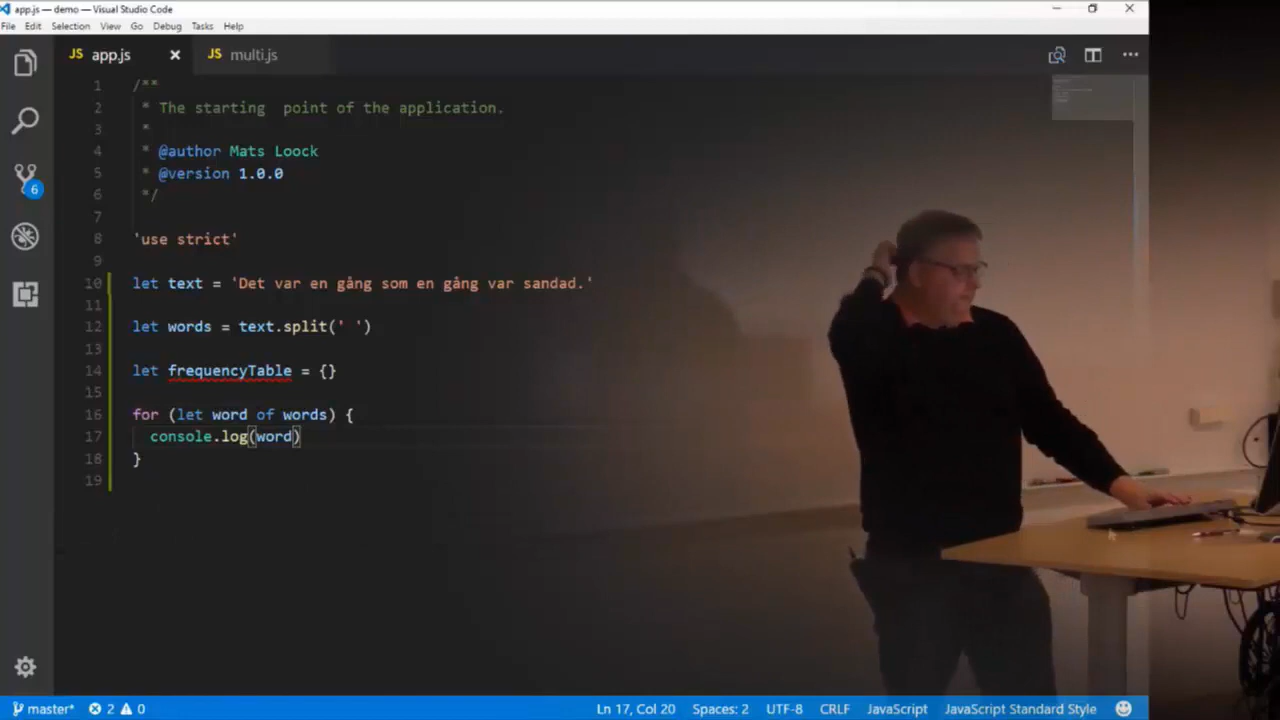 app.js — demo — Visual Studio Code
File Edit Selection View Go Debug Tasks Help
JS app.js JS multi.js
1 /**
2 * The starting  point of the application.
3 *
4 * @author Mats Loock
5 * @version 1.0.0
6 */
7
8 'use strict'
9
10 let text = 'Det var en gång som en gång var sandad.'
11
12 let words = text.split(' ')
13
14 let frequencyTable = {}
15
16 for (let word of words) {
17 console.log(word)
18 }
19
6
master* 2 0 Ln 17, Col 20 Spaces: 2 UTF-8 CRLF JavaScript JavaScript Standard Style